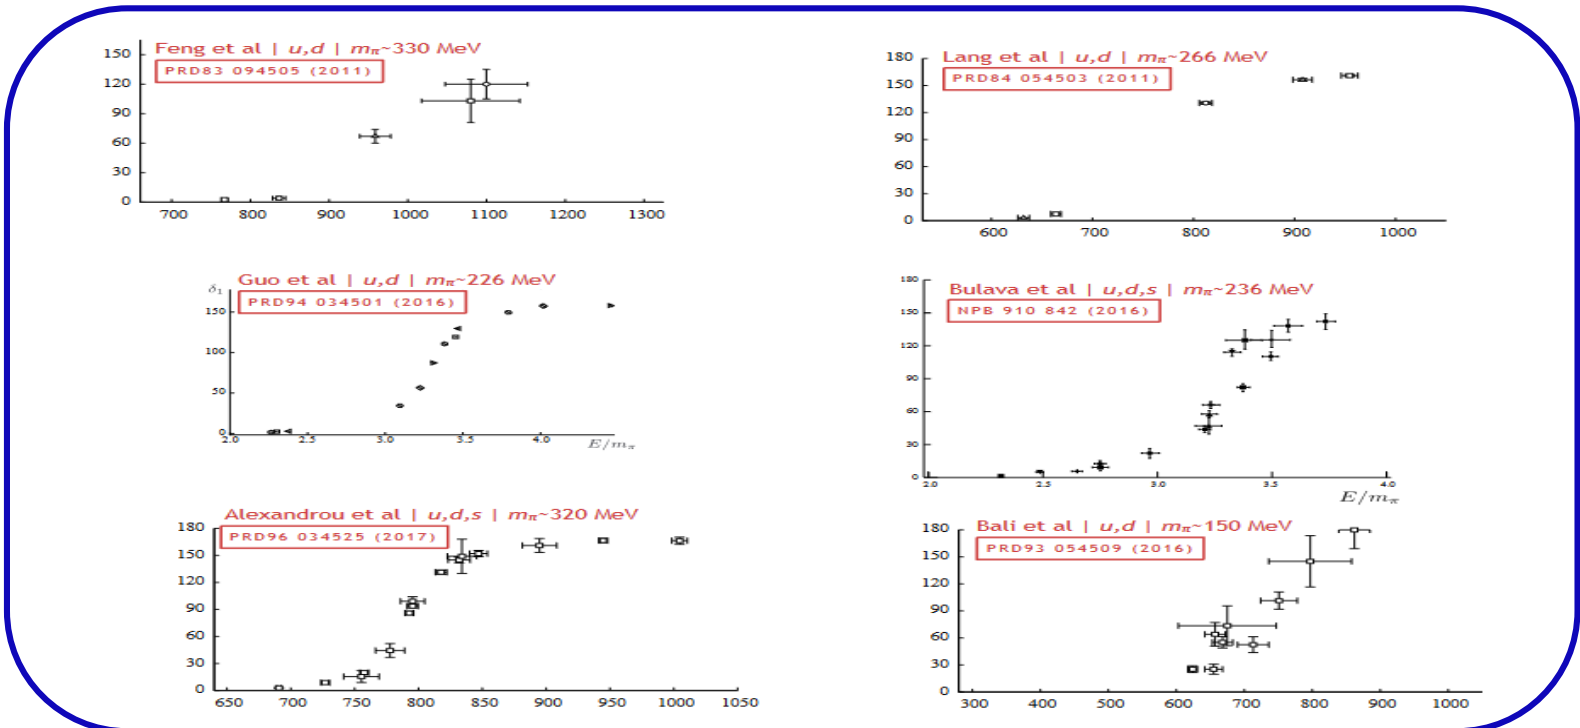 Feng et al | u,d | mπ~330 MeV
PRD83 094505 (2011)
150
120
90
60
30
0
700 800 900 1000 1100 1200 1300
Lang et al | u,d | mπ~266 MeV
PRD84 054503 (2011)
180
150
120
90
60
30
0
600 700 800 900 1000
Guo et al | u,d | mπ~226 MeV
PRD94 034501 (2016)
δ1
150
100
50
0
2.0 2.5 3.0 3.5 4.0
E/mπ
Bulava et al | u,d,s | mπ~236 MeV
NPB 910 842 (2016)
180
150
120
90
60
30
0
2.0 2.5 3.0 3.5 4.0
E/mπ
Alexandrou et al | u,d,s | mπ~320 MeV
PRD96 034525 (2017)
180
150
120
90
60
30
0
650 700 750 800 850 900 950 1000 1050
Bali et al | u,d | mπ~150 MeV
PRD93 054509 (2016)
180
150
120
90
60
30
0
300 400 500 600 700 800 900 1000